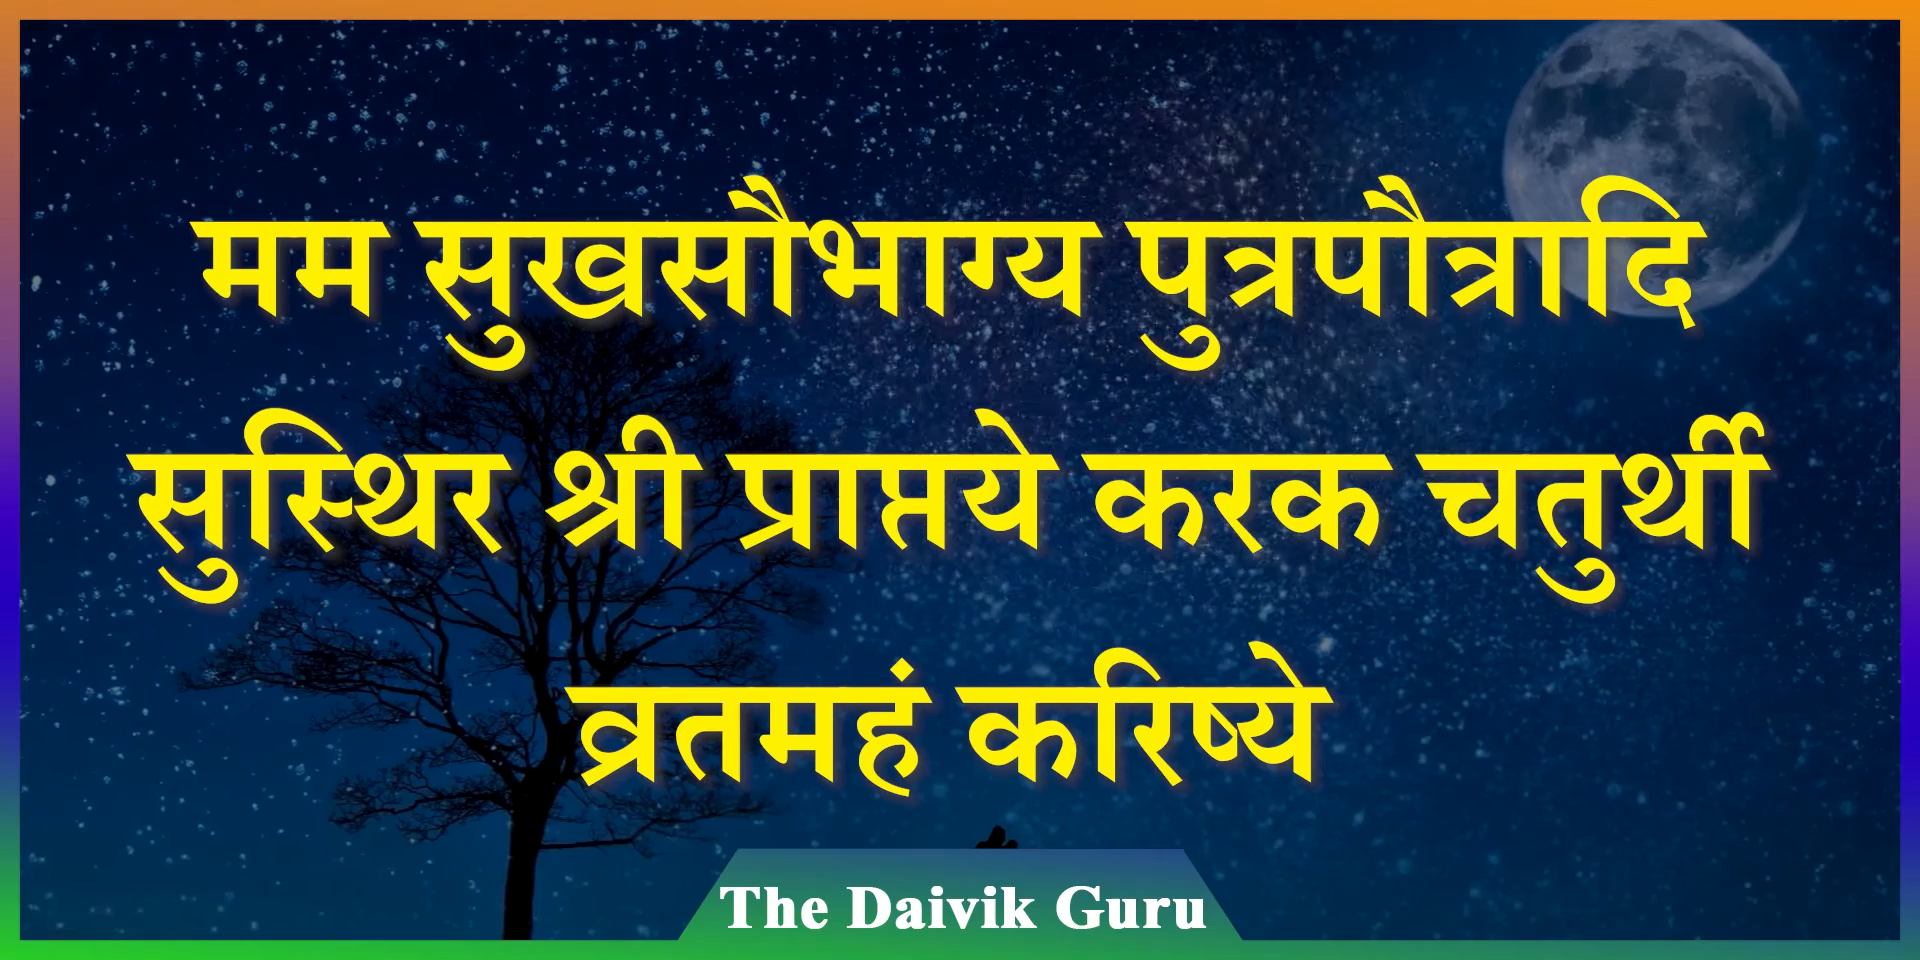 मम सुखसौभाग्य पुत्रपौत्रादि
सुस्थिर श्री प्राप्तये करक चतुर्थी
व्रतमहं करिष्ये
The Daivik Guru